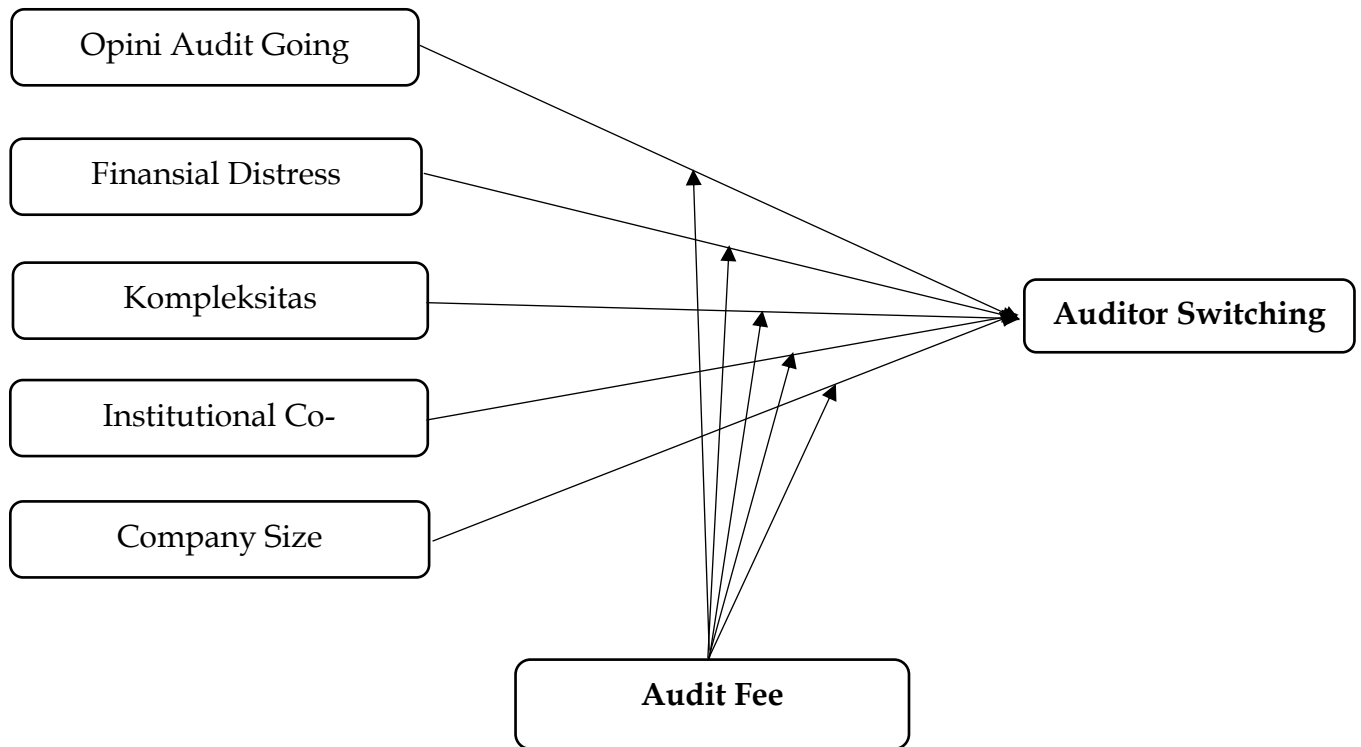 Opini Audit Going
Finansial Distress
Kompleksitas
Institutional Co-
Company Size
Auditor Switching
Audit Fee